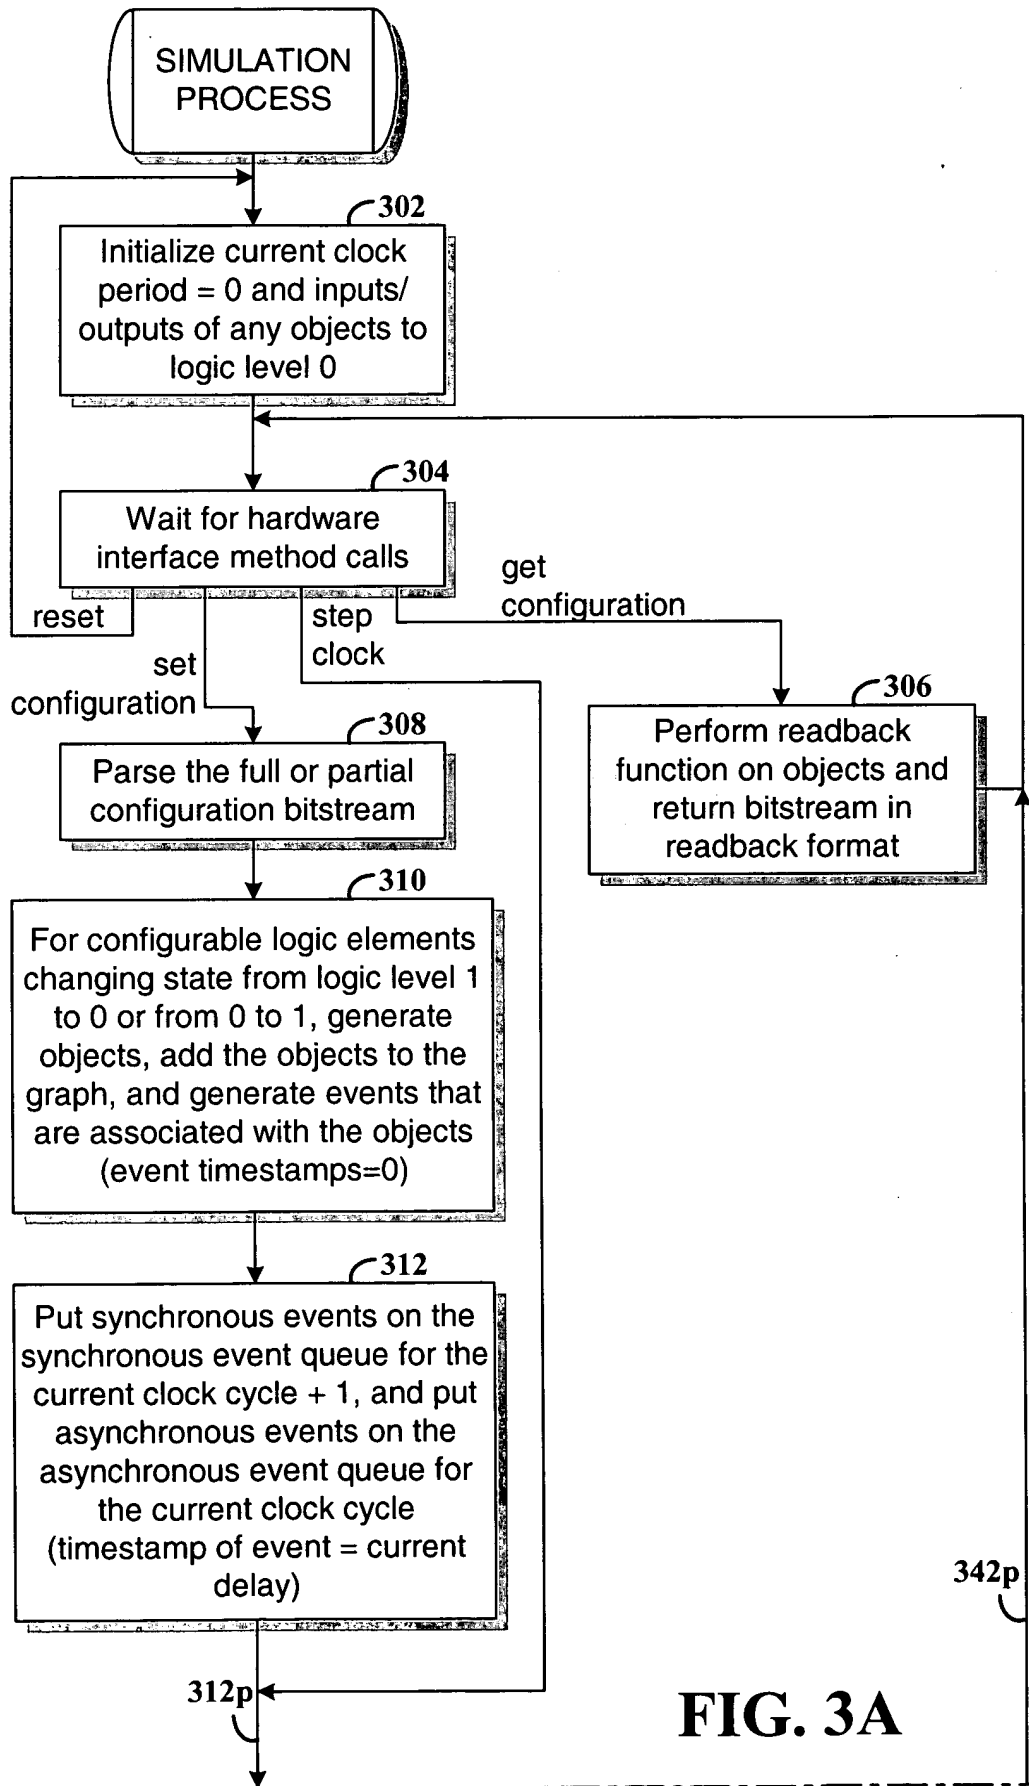 SIMULATION
PROCESS
302
Initialize current clock
period = 0 and inputs/
outputs of any objects to
logic level 0
304
Wait for hardware
interface method calls
get
configuration
reset
step
clock
set
configuration
306
Perform readback
function on objects and
return bitstream in
readback format
308
Parse the full or partial
configuration bitstream
310
For configurable logic elements
changing state from logic level 1
to 0 or from 0 to 1, generate
objects, add the objects to the
graph, and generate events that
are associated with the objects
(event timestamps=0)
312
Put synchronous events on the
synchronous event queue for the
current clock cycle + 1, and put
asynchronous events on the
asynchronous event queue for
the current clock cycle
(timestamp of event = current
delay)
342p
312p
FIG. 3A